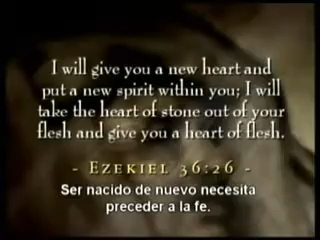 I will give you a new heart and
put a new spirit within you; I will
take the heart of stone out of your
flesh and give you a heart of flesh.
- EZEKIEL 36:26 -
Ser nacido de nuevo necesita
preceder a la fe.